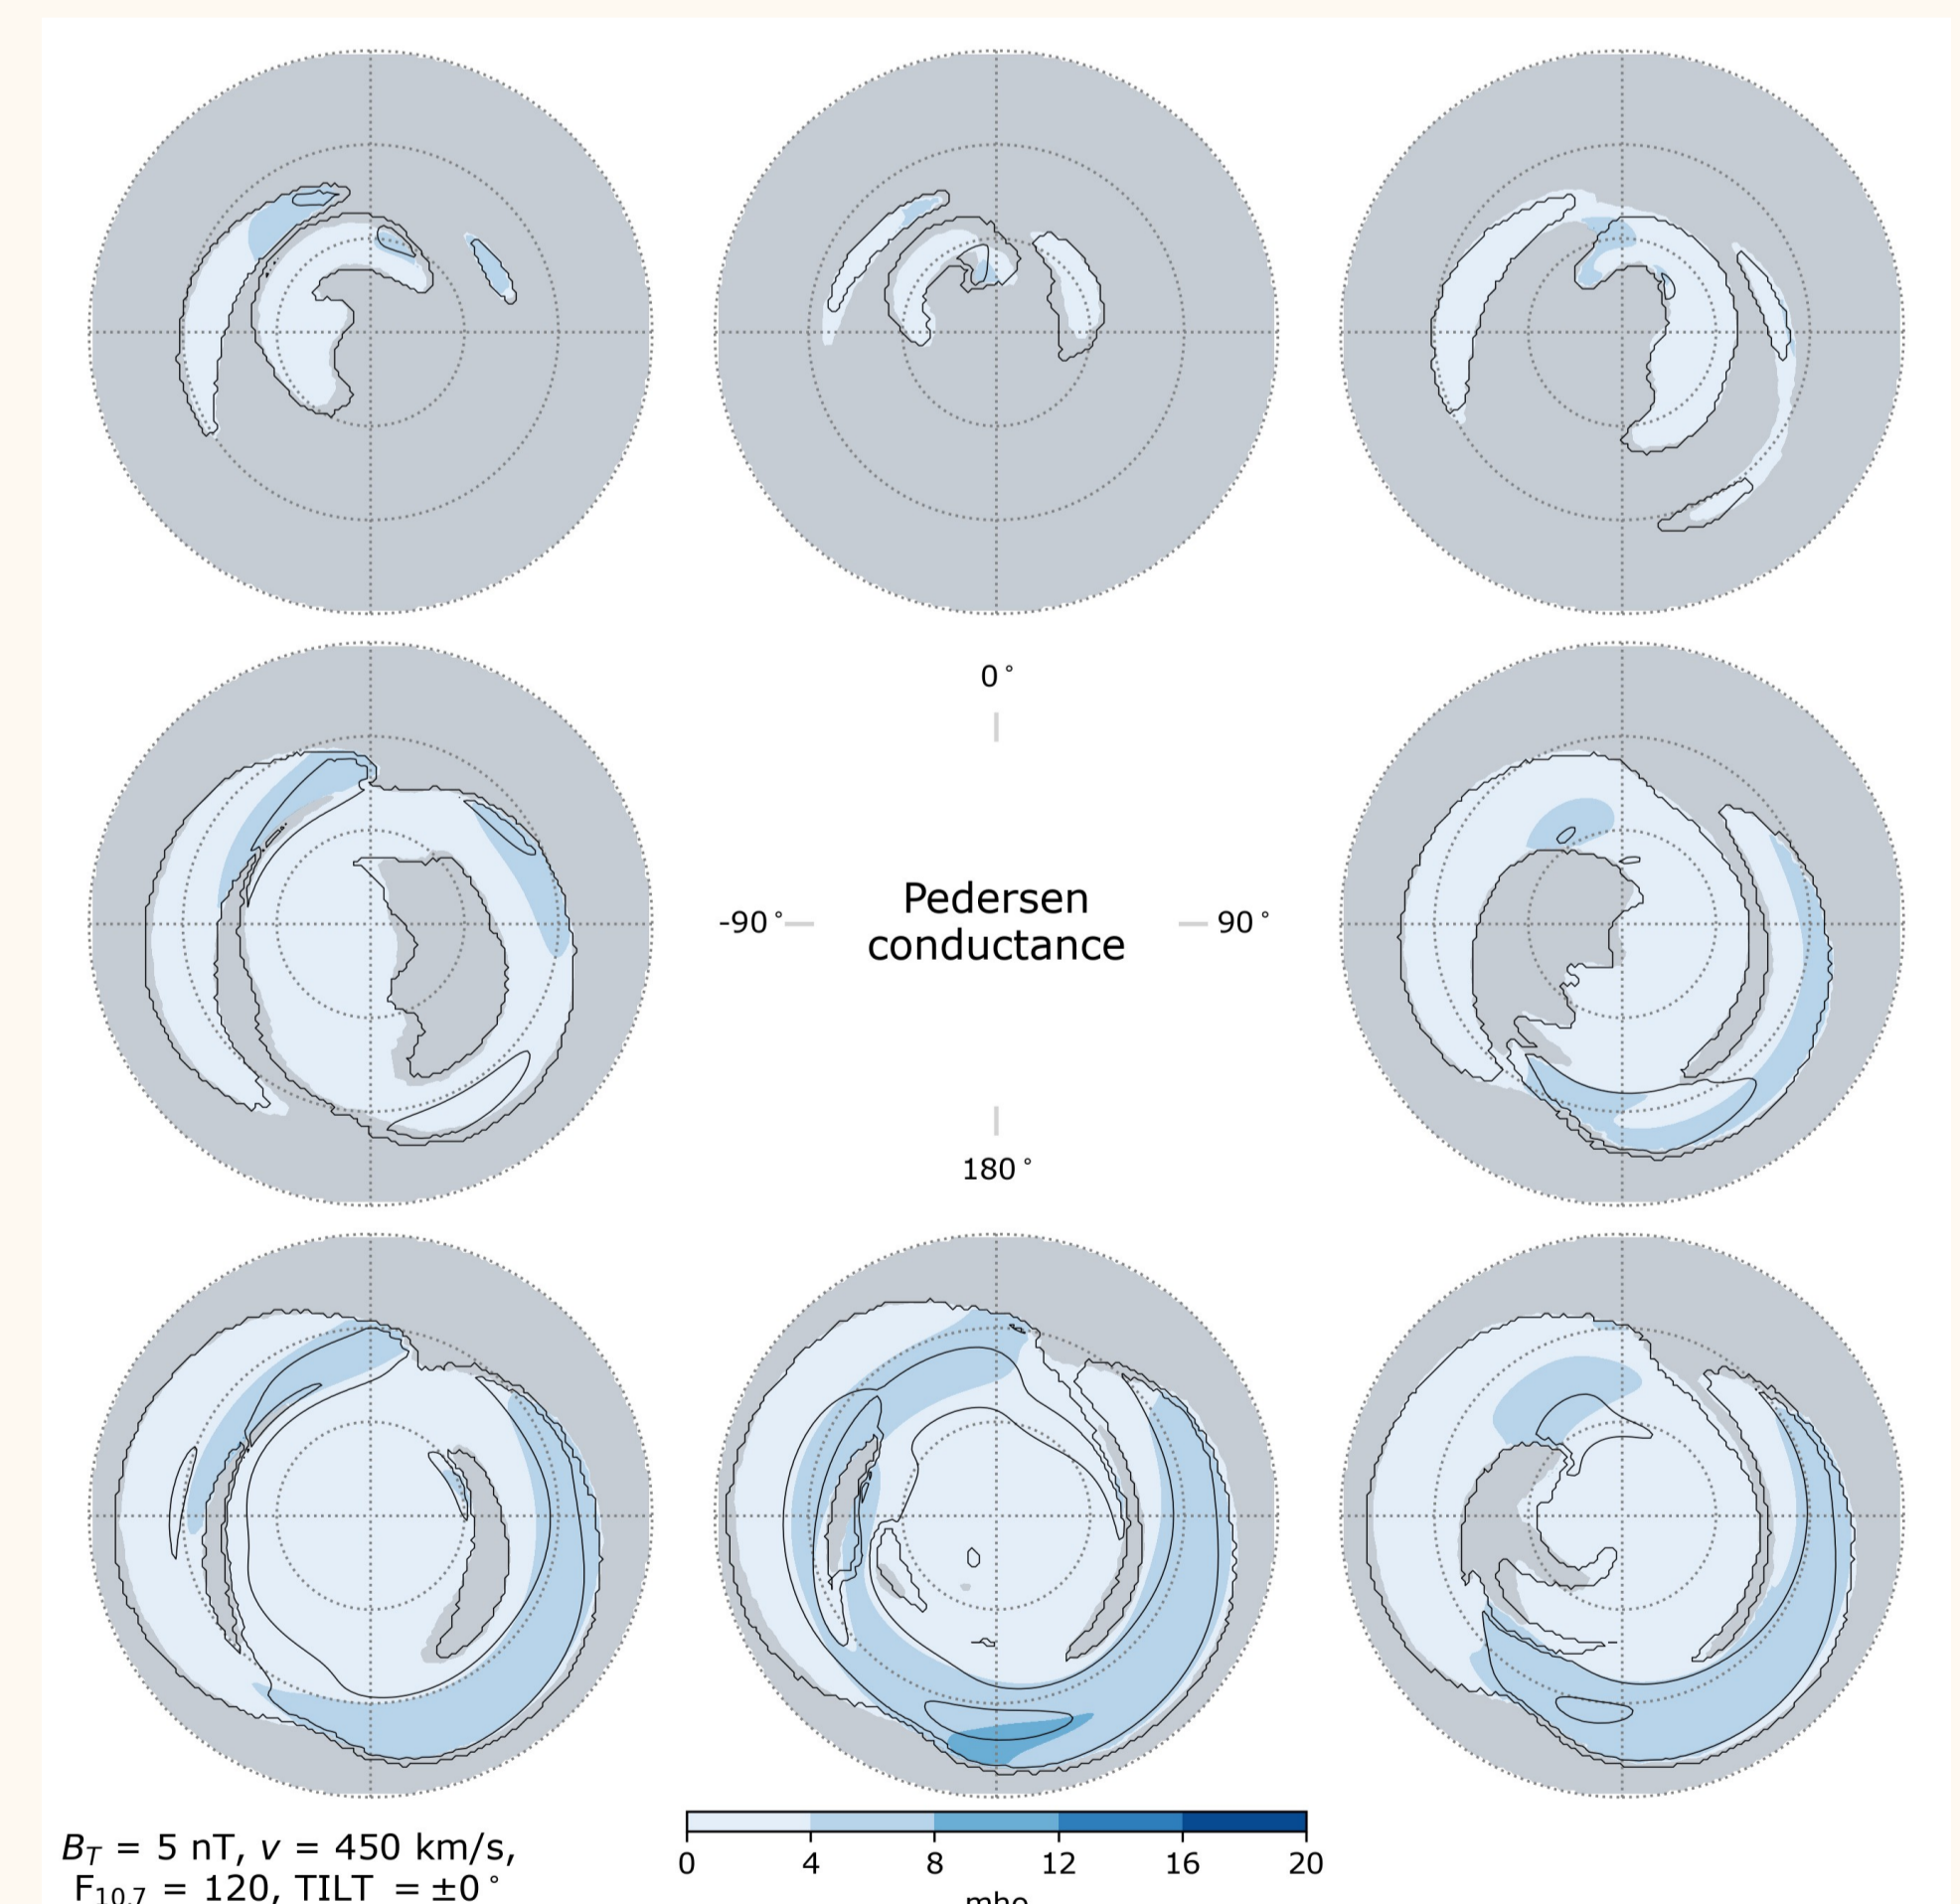 0°
-90°
Pedersen
conductance
90°
180°
B_T = 5 nT, v = 450 km/s,
F_10.7 = 120, TILT = ±0°
0 4 8 12 16 20
mho